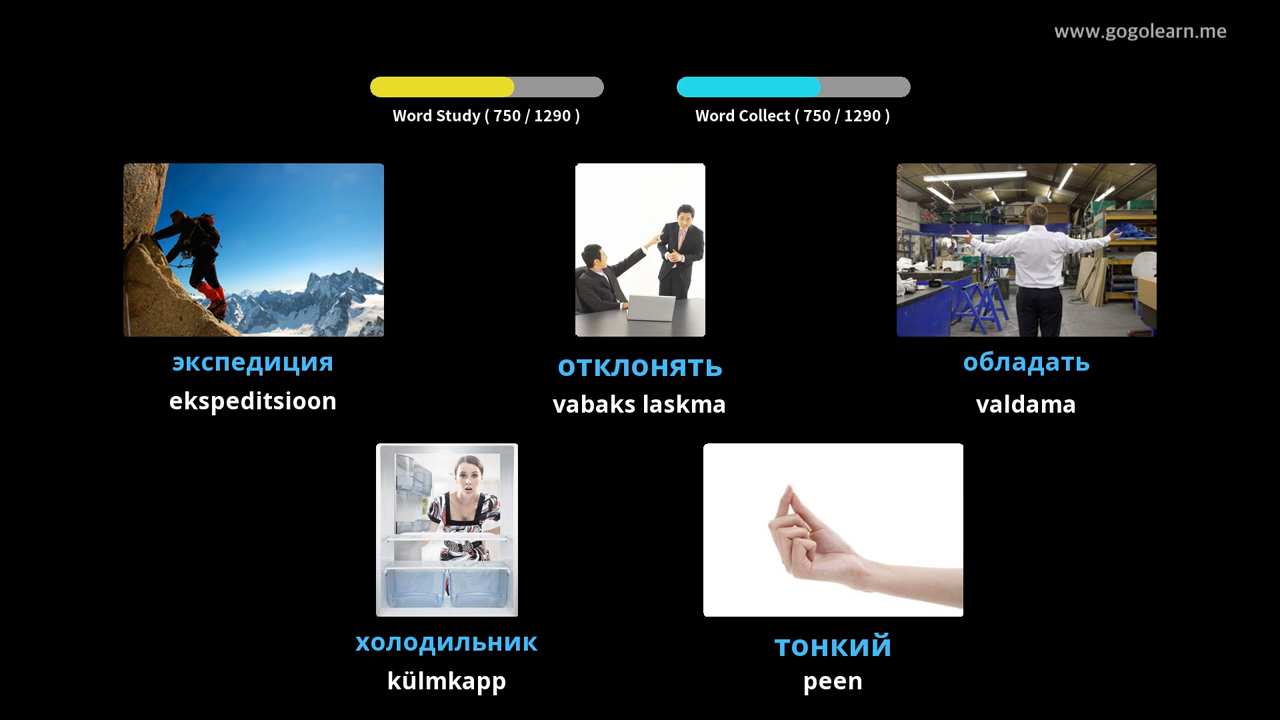 www.gogolearn.me
Word Study ( 750 / 1290 )
Word Collect ( 750 / 1290 )
экспедиция
ekspeditsioon
отклонять
vabaks laskma
обладать
valdama
холодильник
külmkapp
тонкий
peen